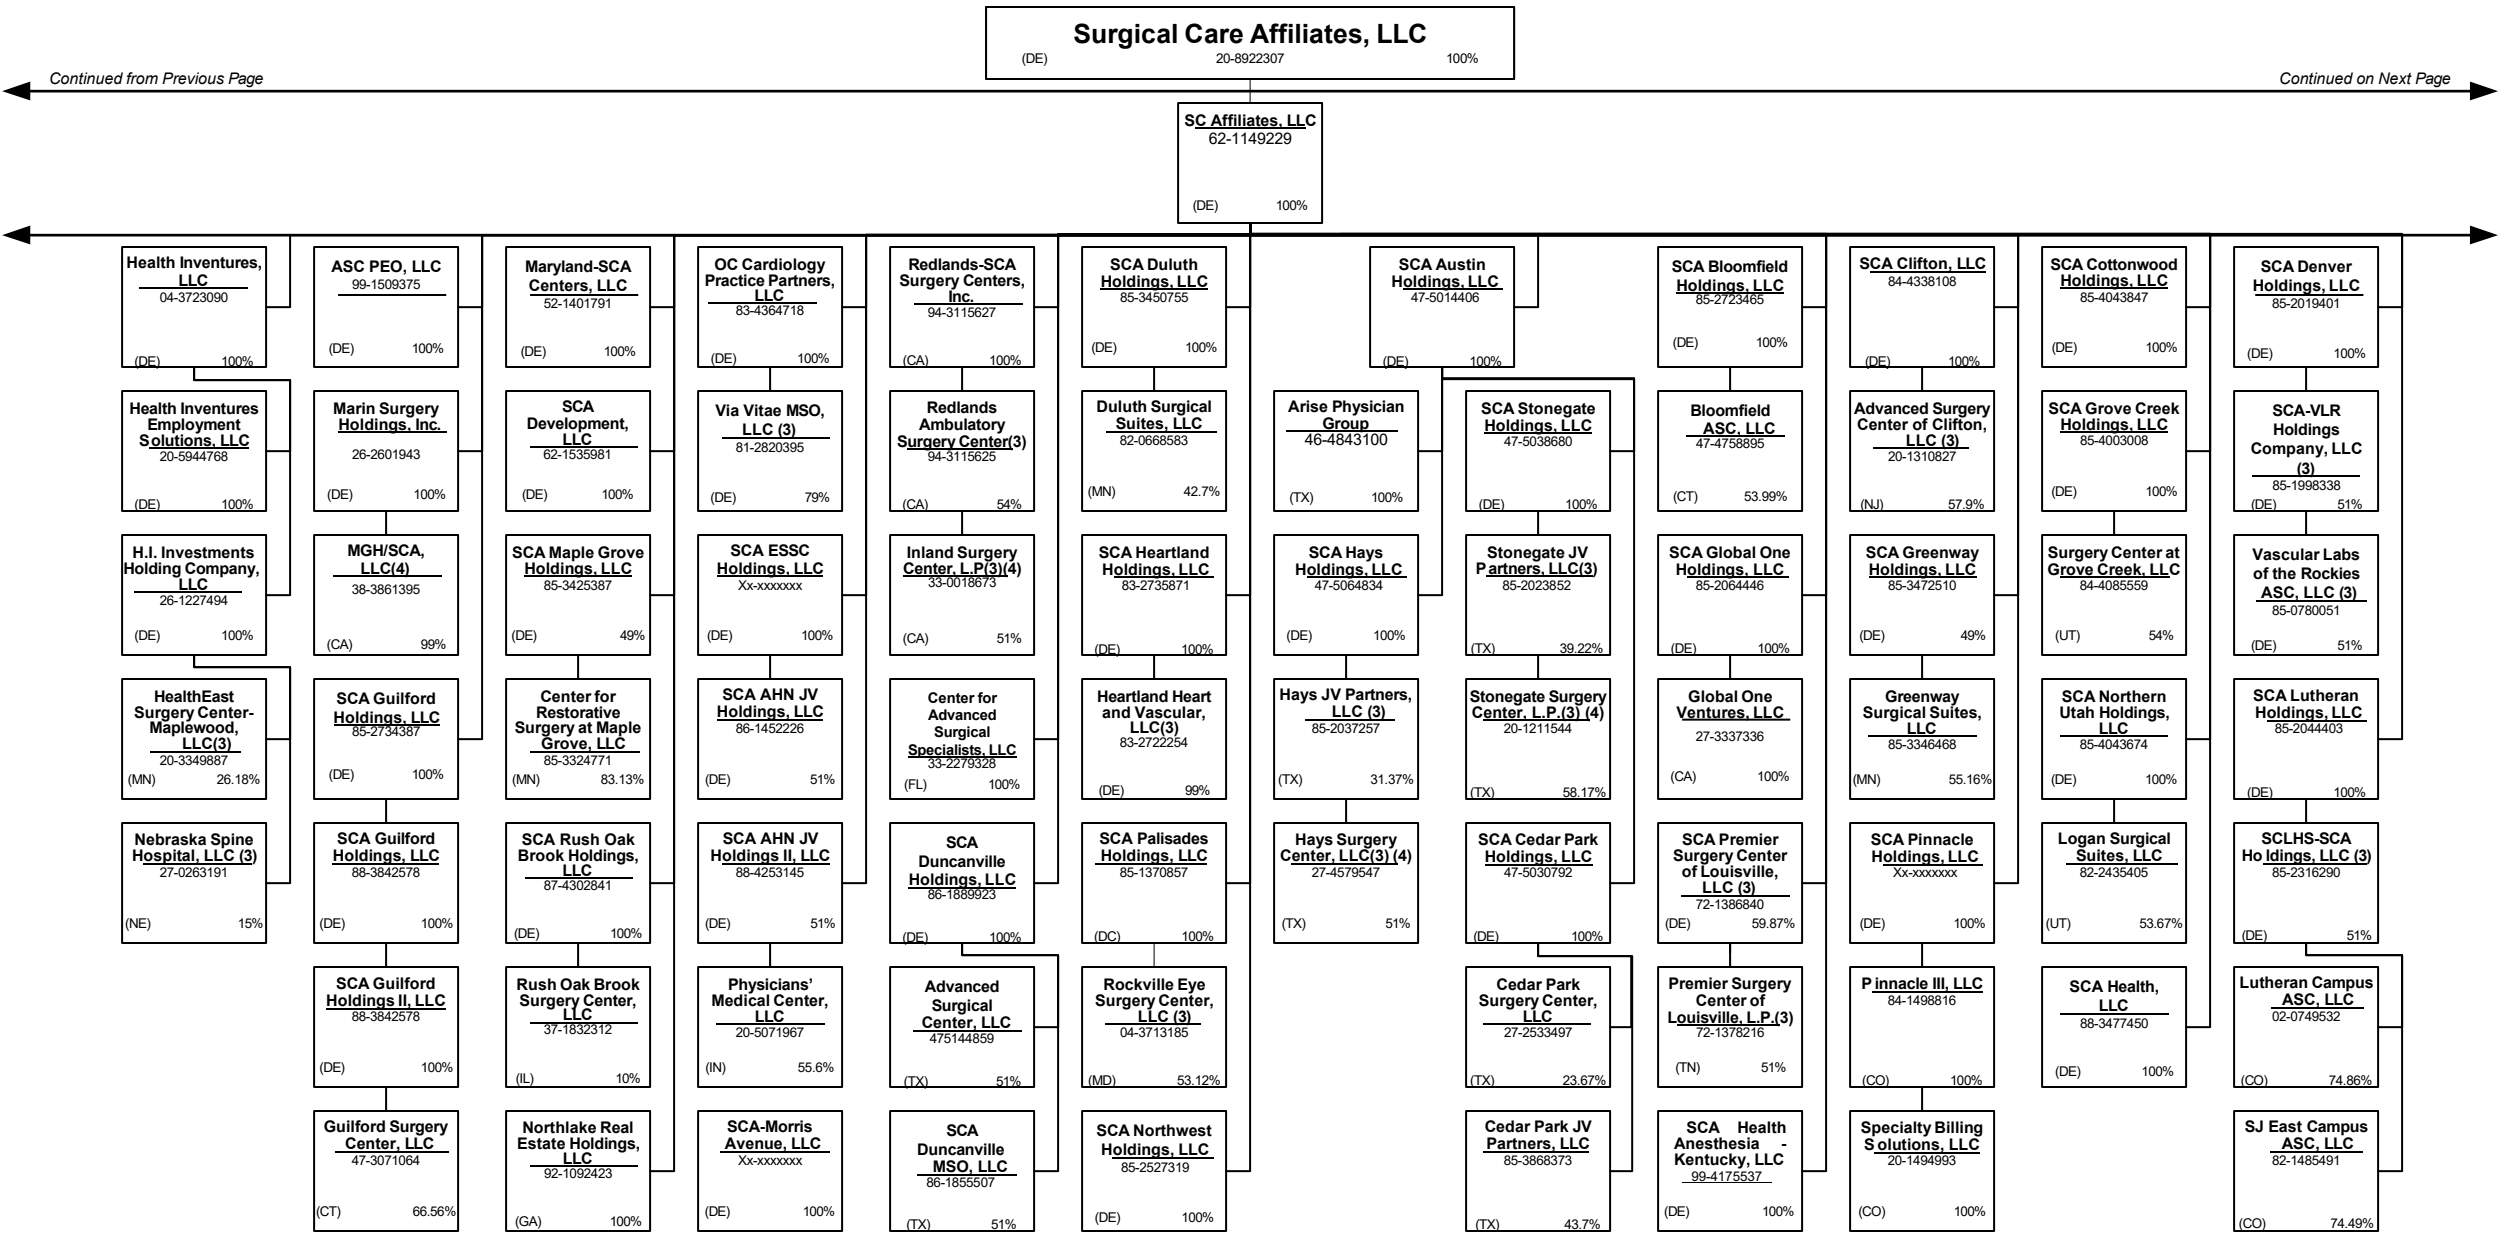 Surgical Care Affiliates, LLC
(DE) 20-8922307 100%
Continued from Previous Page
Continued on Next Page
SC Affiliates, LLC
62-1149229
(DE) 100%
Health Inventures,
LLC
04-3723090
(DE) 100%
Health Inventures
Employment
Solutions, LLC
20-5944768
(DE) 100%
H.I. Investments
Holding Company,
LLC
26-1227494
(DE) 100%
HealthEast
Surgery Center-
Maplewood,
LLC(3)
20-3349887
(MN) 26.18%
Nebraska Spine
Hospital, LLC (3)
27-0263191
(NE) 15%
ASC PEO, LLC
99-1509375
(DE) 100%
Marin Surgery
Holdings, Inc.
26-2601943
(DE) 100%
MGH/SCA,
LLC(4)
38-3861395
(CA) 99%
SCA Guilford
Holdings, LLC
85-2734387
(DE) 100%
SCA Guilford
Holdings, LLC
88-3842578
(DE) 100%
SCA Guilford
Holdings II, LLC
88-3842578
(DE) 100%
Guilford Surgery
Center, LLC
47-3071064
(CT) 66.56%
Maryland-SCA
Centers, LLC
52-1401791
(DE) 100%
SCA
Development,
LLC
62-1535981
(DE) 100%
SCA Maple Grove
Holdings, LLC
85-3425387
(DE) 49%
Center for
Restorative
Surgery at Maple
Grove, LLC
85-3324771
(MN) 83.13%
SCA Rush Oak
Brook Holdings,
LLC
87-4302841
(DE) 100%
Rush Oak Brook
Surgery Center,
LLC
37-1832312
(IL) 10%
Northlake Real
Estate Holdings,
LLC
92-1092423
(GA) 100%
OC Cardiology
Practice Partners,
LLC
83-4364718
(DE) 100%
Via Vitae MSO,
LLC (3)
81-2820395
(DE) 79%
SCA ESSC
Holdings, LLC
Xx-xxxxxxx
(DE) 100%
SCA AHN JV
Holdings, LLC
86-1452226
(DE) 51%
SCA AHN JV
Holdings II, LLC
88-4253145
(DE) 51%
Physicians’
Medical Center,
LLC
20-5071967
(IN) 55.6%
SCA-Morris
Avenue, LLC
Xx-xxxxxxx
(DE) 100%
Redlands-SCA
Surgery Centers,
Inc.
94-3115627
(CA) 100%
Redlands
Ambulatory
Surgery Center(3)
94-3115625
(CA) 54%
Inland Surgery
Center, L.P(3)(4)
33-0018673
(CA) 51%
Center for
Advanced
Surgical
Specialists, LLC
33-2279328
(FL) 100%
SCA
Duncanville
Holdings, LLC
86-1889923
(DE) 100%
Advanced
Surgical
Center, LLC
475144859
(TX) 51%
SCA
Duncanville
MSO, LLC
86-1855507
(TX) 51%
SCA Duluth
Holdings, LLC
85-3450755
(DE) 100%
Duluth Surgical
Suites, LLC
82-0668583
(MN) 42.7%
SCA Heartland
Holdings, LLC
83-2735871
(DE) 100%
Heartland Heart
and Vascular,
LLC(3)
83-2722254
(DE) 99%
SCA Palisades
Holdings, LLC
85-1370857
(DC) 100%
Rockville Eye
Surgery Center,
LLC (3)
04-3713185
(MD) 53.12%
SCA Northwest
Holdings, LLC
85-2527319
(DE) 100%
SCA Austin
Holdings, LLC
47-5014406
(DE) 100%
Arise Physician
Group
46-4843100
(TX) 100%
SCA Hays
Holdings, LLC
47-5064834
(DE) 100%
Hays JV Partners,
LLC (3)
85-2037257
(TX) 31.37%
Hays Surgery
Center, LLC(3) (4)
27-4579547
(TX) 51%
SCA Stonegate
Holdings, LLC
47-5038680
(DE) 100%
Stonegate JV
Partners, LLC(3)
85-2023852
(TX) 39.22%
Stonegate Surgery
Center, L.P.(3) (4)
20-1211544
(TX) 58.17%
SCA Cedar Park
Holdings, LLC
47-5030792
(DE) 100%
Cedar Park
Surgery Center,
LLC
27-2533497
(TX) 23.67%
Cedar Park JV
Partners, LLC
85-3868373
(TX) 43.7%
SCA Bloomfield
Holdings, LLC
85-2723465
(DE) 100%
Bloomfield
ASC, LLC
47-4758895
(CT) 53.99%
SCA Global One
Holdings, LLC
85-2064446
(DE) 100%
Global One
Ventures, LLC
27-3337336
(CA) 100%
SCA Premier
Surgery Center
of Louisville,
LLC (3)
72-1386840
(DE) 59.87%
Premier Surgery
Center of
Louisville, L.P.(3)
72-1378216
(TN) 51%
SCA Health
Anesthesia -
Kentucky, LLC
99-4175537
(DE) 100%
SCA Clifton, LLC
84-4338108
(DE) 100%
Advanced Surgery
Center of Clifton,
LLC (3)
20-1310827
(NJ) 57.9%
SCA Greenway
Holdings, LLC
85-3472510
(DE) 49%
Greenway
Surgical Suites,
LLC
85-3346468
(MN) 55.16%
SCA Pinnacle
Holdings, LLC
Xx-xxxxxxx
(DE) 100%
Pinnacle III, LLC
84-1498816
(CO) 100%
Specialty Billing
Solutions, LLC
20-1494993
(CO) 100%
SCA Cottonwood
Holdings, LLC
85-4043847
(DE) 100%
SCA Grove Creek
Holdings, LLC
85-4003008
(DE) 100%
Surgery Center at
Grove Creek, LLC
84-4085559
(UT) 54%
SCA Northern
Utah Holdings,
LLC
85-4043674
(DE) 100%
Logan Surgical
Suites, LLC
82-2435405
(UT) 53.67%
SCA Health,
LLC
88-3477450
(DE) 100%
SCA Denver
Holdings, LLC
85-2019401
(DE) 100%
SCA-VLR
Holdings
Company, LLC
(3)
85-1998338
(DE) 51%
Vascular Labs
of the Rockies
ASC, LLC (3)
85-0780051
(DE) 51%
SCA Lutheran
Holdings, LLC
85-2044403
(DE) 100%
SCLHS-SCA
Holdings, LLC (3)
85-2316290
(DE) 51%
Lutheran Campus
ASC, LLC
02-0749532
(CO) 74.86%
SJ East Campus
ASC, LLC
82-1485491
(CO) 74.49%